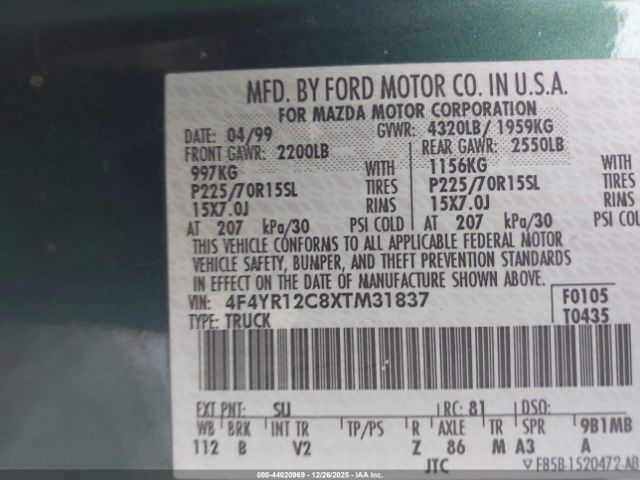 MFD. BY FORD MOTOR CO. IN U.S.A.
FOR MAZDA MOTOR CORPORATION
DATE: 04/99 GVWR: 4320LB/ 1959KG
FRONT GAWR: 2200LB REAR GAWR: 2550LB
997KG WITH 1156KG WITH
P225/70R15SL TIRES P225/70R15SL TIRES
15X7.0J RIMS 15X7.0J RIMS
AT 207 kPa/30 PSI COLD AT 207 kPa/30 PSI COLD
THIS VEHICLE CONFORMS TO ALL APPLICABLE FEDERAL MOTOR
VEHICLE SAFETY, BUMPER, AND THEFT PREVENTION STANDARDS
IN EFFECT ON THE DATE OF MANUFACTURE SHOWN ABOVE.
VIN: 4F4YR12C8XTM31837 F0105
TYPE: TRUCK T0435
EXT PNT: SU RC: 81 DSO:
WB BRK INT TR TP/PS R AXLE TR SPR 9B1MB
112 B V2 Z 86 M A3 A
JTC F85B-1520472-AB
000-44020969 | 12/26/2025 - IAAI.COM